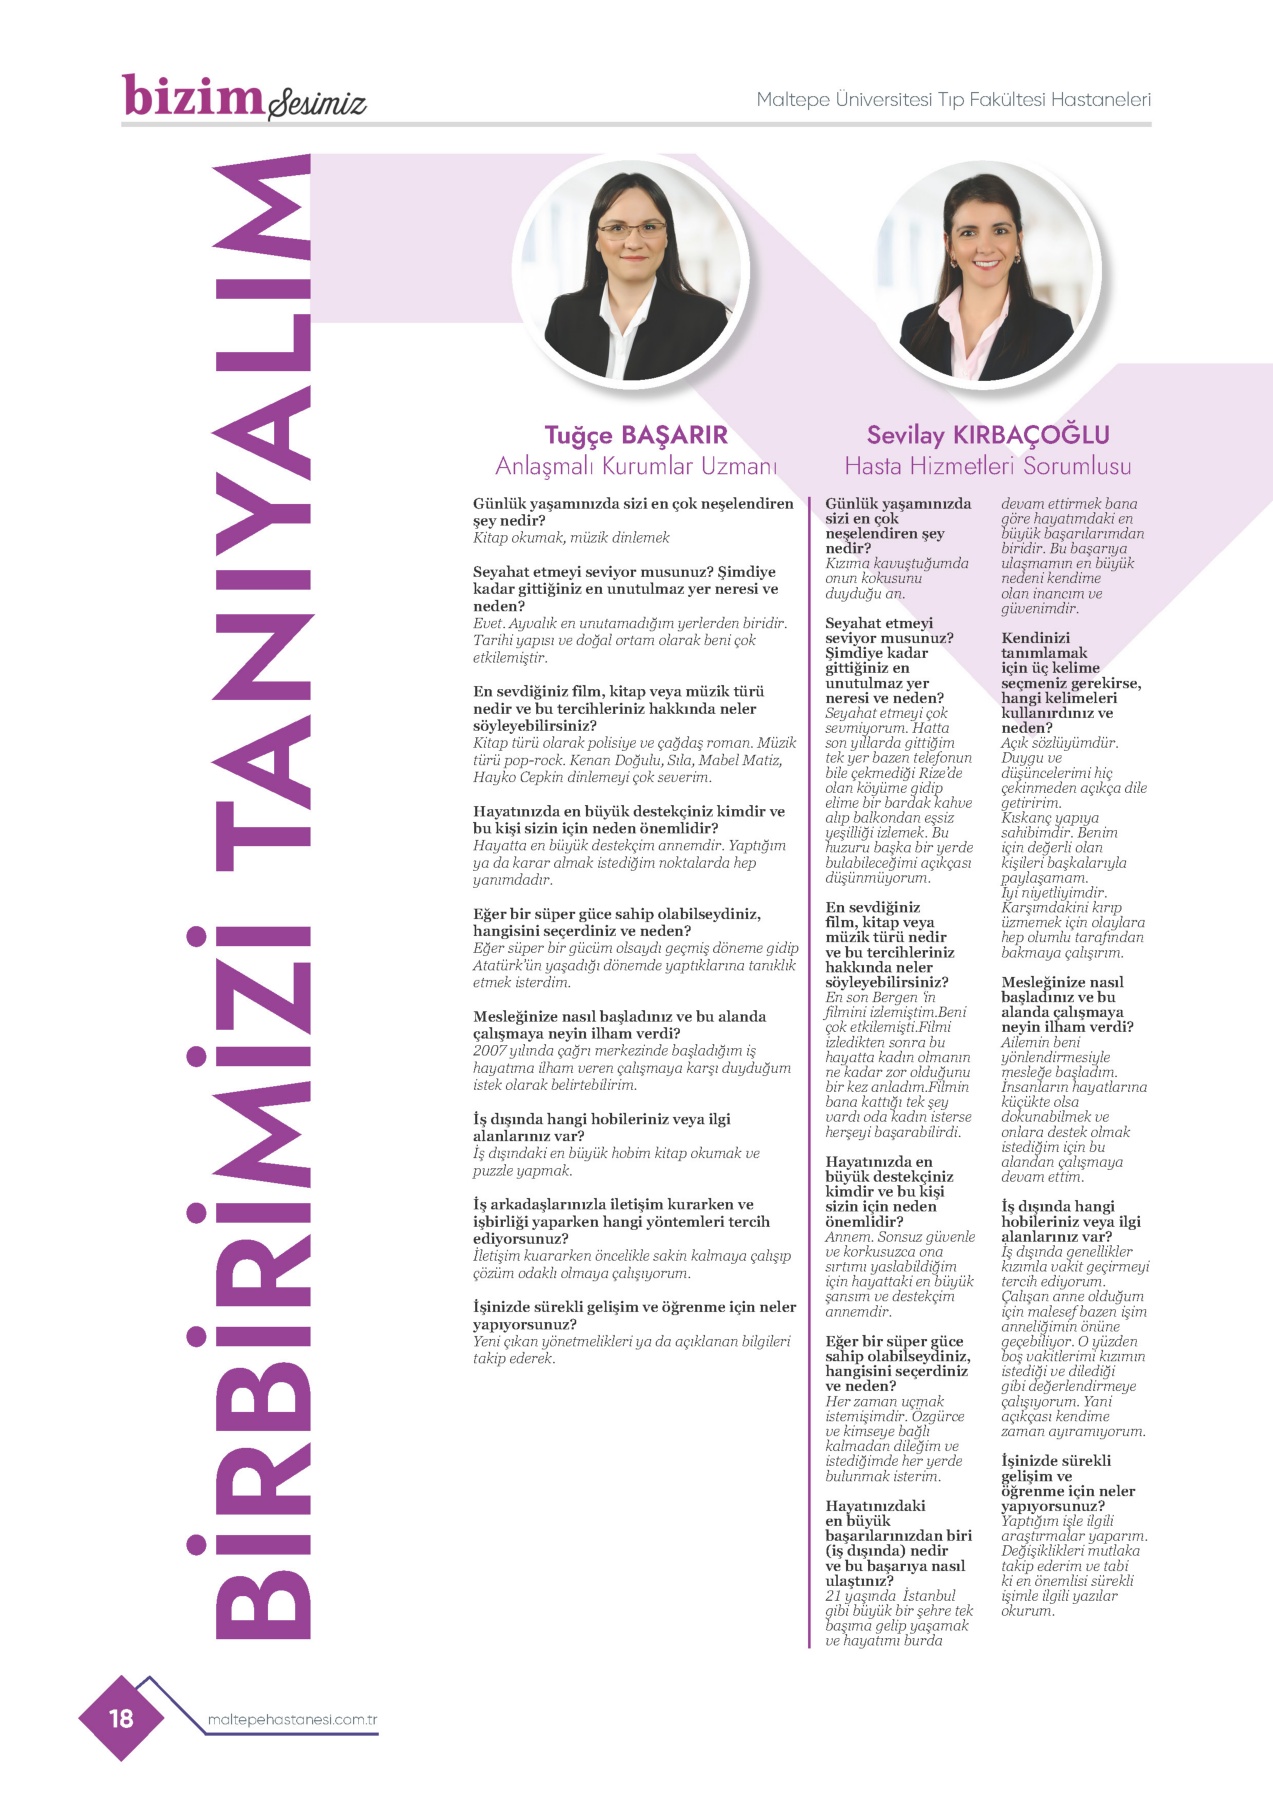 bizim Sesimiz
Maltepe Üniversitesi Tıp Fakültesi Hastaneleri
BİRBİRİMİZİ TANIYALIM
Tuğçe BAŞARIR
Anlaşmalı Kurumlar Uzmanı
Günlük yaşamınızda sizi en çok neşelendiren
şey nedir?
Kitap okumak, müzik dinlemek
Seyahat etmeyi seviyor musunuz? Şimdiye
kadar gittiğiniz en unutulmaz yer neresi ve
neden?
Evet. Ayvalık en unutamadığım yerlerden biridir.
Tarihi yapısı ve doğal ortam olarak beni çok
etkilemiştir.
En sevdiğiniz film, kitap veya müzik türü
nedir ve bu tercihleriniz hakkında neler
söyleyebilirsiniz?
Kitap türü olarak polisiye ve çağdaş roman. Müzik
türü pop-rock. Kenan Doğulu, Sıla, Mabel Matiz,
Hayko Cepkin dinlemeyi çok severim.
Hayatınızda en büyük destekçiniz kimdir ve
bu kişi sizin için neden önemlidir?
Hayatta en büyük destekçim annemdir. Yaptığım
ya da karar almak istediğim noktalarda hep
yanımdadır.
Eğer bir süper güce sahip olabilseydiniz,
hangisini seçerdiniz ve neden?
Eğer süper bir gücüm olsaydı geçmiş döneme gidip
Atatürk'ün yaşadığı dönemde yaptıklarına tanıklık
etmek isterdim.
Mesleğinize nasıl başladınız ve bu alanda
çalışmaya neyin ilham verdi?
2007 yılında çağrı merkezinde başladığım iş
hayatıma ilham veren çalışmaya karşı duyduğum
istek olarak belirtebilirim.
İş dışında hangi hobileriniz veya ilgi
alanlarınız var?
İş dışındaki en büyük hobim kitap okumak ve
puzzle yapmak.
İş arkadaşlarınızla iletişim kurarken ve
işbirliği yaparken hangi yöntemleri tercih
ediyorsunuz?
İletişim kuararken öncelikle sakin kalmaya çalışıp
çözüm odaklı olmaya çalışıyorum.
İşinizde sürekli gelişim ve öğrenme için neler
yapıyorsunuz?
Yeni çıkan yönetmelikleri ya da açıklanan bilgileri
takip ederek.
Sevilay KIRBAÇOĞLU
Hasta Hizmetleri Sorumlusu
Günlük yaşamınızda
sizi en çok
neşelendiren şey
nedir?
Kızıma kavuştuğumda
onun kokusunu
duyduğu an.
Seyahat etmeyi
seviyor musunuz?
Şimdiye kadar
gittiğiniz en
unutulmaz yer
neresi ve neden?
Seyahat etmeyi çok
sevmiyorum. Hatta
son yıllarda gittiğim
tek yer bazen telefonun
bile çekmediği Rize'de
olan köyüme gidip
eline bir bardak kahve
alıp balkondan eşsiz
yeşilliği izlemek. Bu
huzuru başka bir yerde
bulabileceğimi açıkçası
düşünmüyorum.
En sevdiğiniz
film, kitap veya
müzik türü nedir
ve bu tercihleriniz
hakkında neler
söyleyebilirsiniz?
En son Bergen 'in
filmini izlemiştim.Beni
çok etkilemişti.Filmi
izledikten sonra bu
hayatta kadın olmanın
ne kadar zor olduğunu
bir kez anladım.Filmin
bana kattığı tek şey
vardı oda kadın isterse
herşeyi başarabilirdi.
Hayatınızda en
büyük destekçiniz
kimdir ve bu kişi
sizin için neden
önemlidir?
Annem. Sonsuz güvenle
ve korkusuzca ona
sırtımı yaslabildiğim
için hayattaki en büyük
şansım ve destekçim
annemdir.
Eğer bir süper güce
sahip olabilseydiniz,
hangisini seçerdiniz
ve neden?
Her zaman uçmak
istemişimdir. Özgürce
ve kimseye bağlı
kalmadan dileğim ve
istediğimde her yerde
bulunmak isterim.
Hayatınızdaki
en büyük
başarılarınızdan biri
(iş dışında) nedir
ve bu başarıya nasıl
ulaştınız?
21 yaşında İstanbul
gibi büyük bir şehre tek
başıma gelip yaşamak
ve hayatımı burda
devam ettirmek bana
göre hayatımdaki en
büyük başarılarımdan
biridir. Bu başarıya
ulaşmamın en büyük
nedeni kendime
olan inancım ve
güvenimdir.
Kendinizi
tanımlamak
için üç kelime
seçmeniz gerekirse,
hangi kelimeleri
kullanırdınız ve
neden?
Açık sözlüyümdür.
Duygu ve
düşüncelerimi hiç
çekinmeden açıkça dile
getiririm.
Kıskanç yapıya
sahibimdir. Benim
için değerli olan
kişileri başkalarıyla
paylaşamam.
İyi niyetliyimdir.
Karşımdakini kırıp
üzmemek için olaylara
hep olumlu tarafından
bakmaya çalışırım.
Mesleğinize nasıl
başladınız ve bu
alanda çalışmaya
neyin ilham verdi?
Ailemin beni
yönlendirmesiyle
mesleğe başladım.
İnsanların hayatlarına
küçükte olsa
dokunabilmek ve
onlara destek olmak
istediğim için bu
alandan çalışmaya
devam ettim.
İş dışında hangi
hobileriniz veya ilgi
alanlarınız var?
İş dışında genellikler
kızımla vakit geçirmeyi
tercih ediyorum.
Çalışan anne olduğum
için malesef bazen işim
anneliğimin önüne
geçebiliyor. O yüzden
boş vakitlerimi kızımın
istediği ve dilediği
gibi değerlendirmeye
çalışıyorum. Yani
açıkçası kendime
zaman ayıramıyorum.
İşinizde sürekli
gelişim ve
öğrenme için neler
yapıyorsunuz?
Yaptığım işle ilgili
araştırmalar yaparım.
Değişiklikleri mutlaka
takip ederim ve tabi
ki en önemlisi sürekli
işimle ilgili yazılar
okurum.
18
maltepehastanesi.com.tr